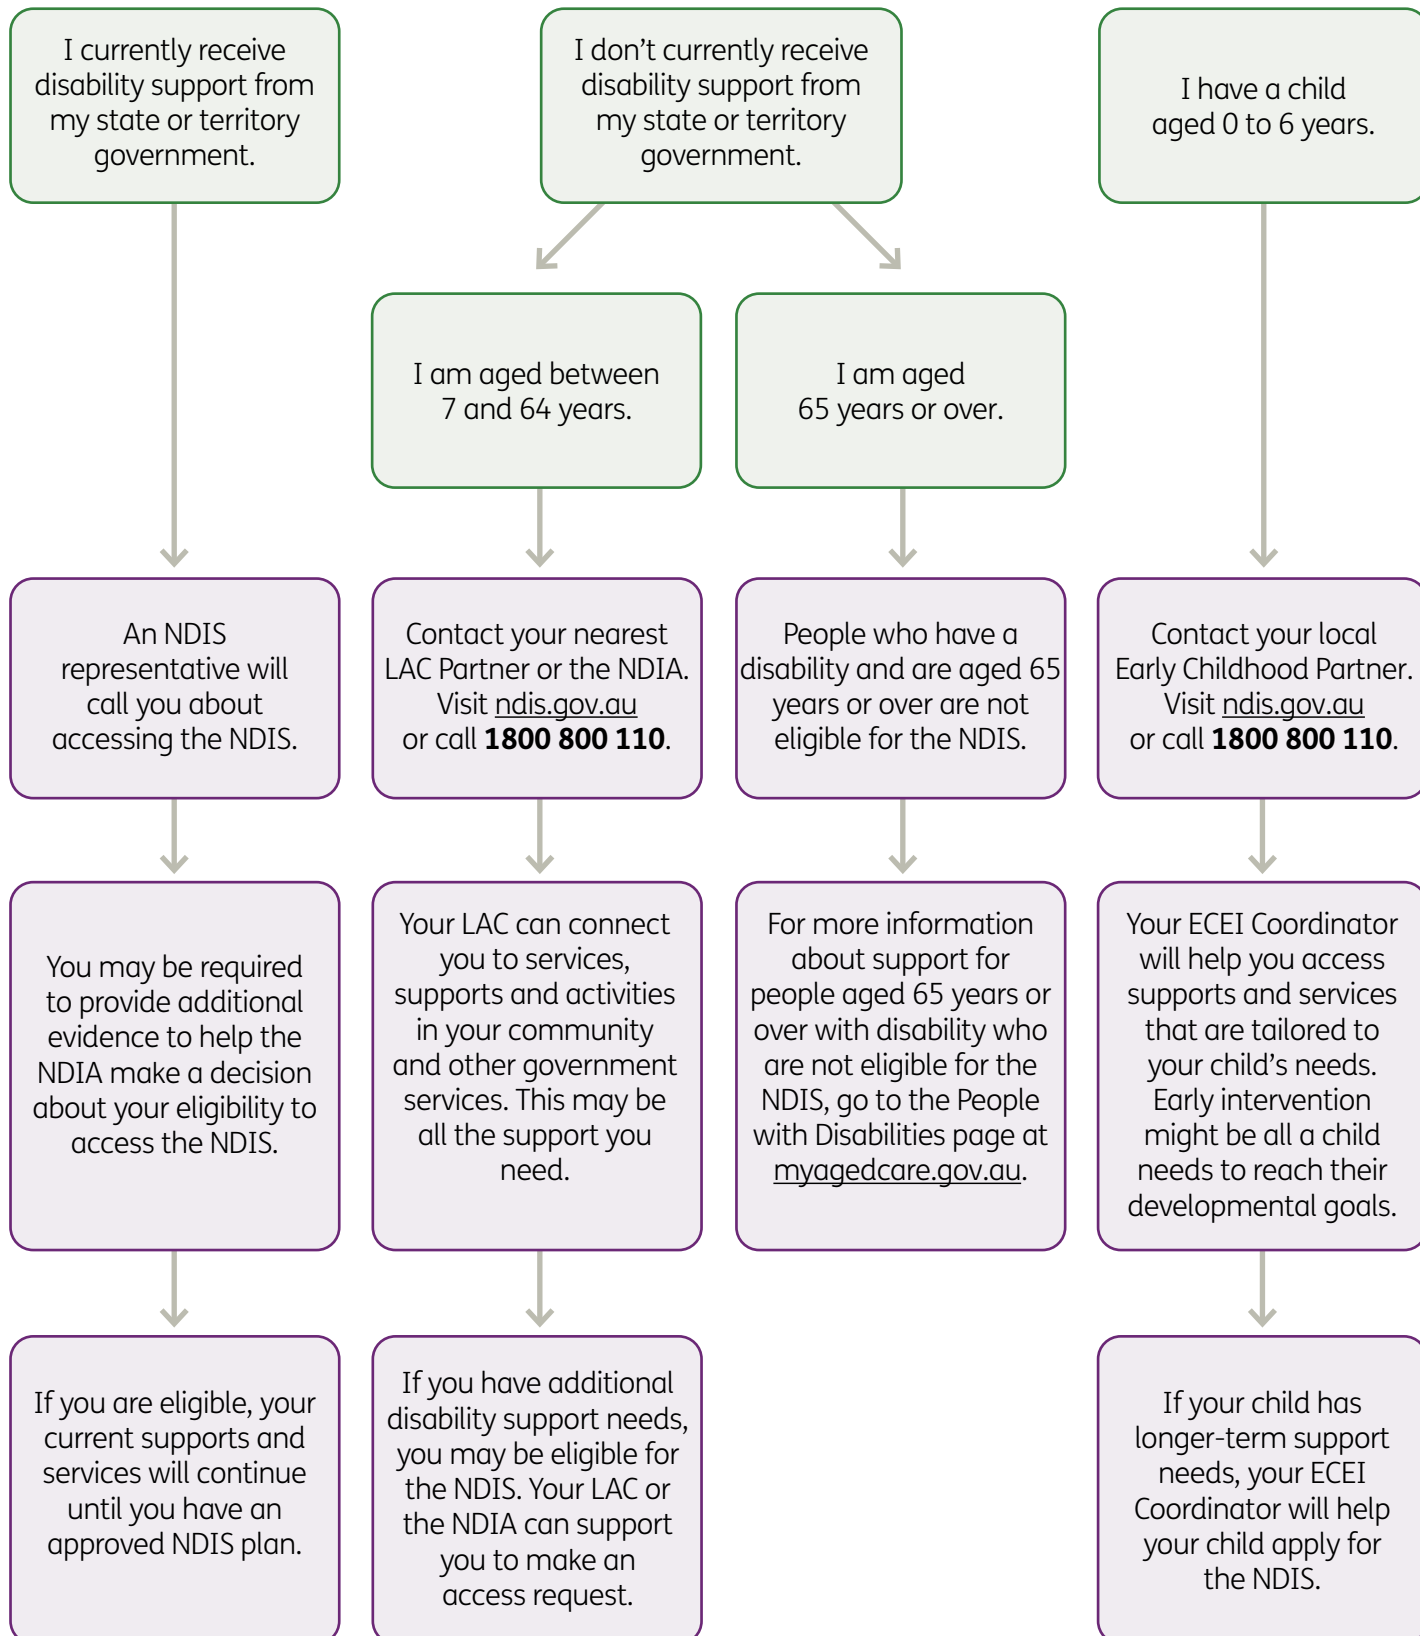 I currently receive
disability support from
my state or territory
government.
I don’t currently receive
disability support from
my state or territory
government.
I have a child
aged 0 to 6 years.
I am aged between
7 and 64 years.
I am aged
65 years or over.
An NDIS
representative will
call you about
accessing the NDIS.
Contact your nearest
LAC Partner or the NDIA.
Visit ndis.gov.au
or call 1800 800 110.
People who have a
disability and are aged 65
years or over are not
eligible for the NDIS.
Contact your local
Early Childhood Partner.
Visit ndis.gov.au
or call 1800 800 110.
You may be required
to provide additional
evidence to help the
NDIA make a decision
about your eligibility to
access the NDIS.
Your LAC can connect
you to services,
supports and activities
in your community
and other government
services. This may be
all the support you
need.
For more information
about support for
people aged 65 years or
over with disability who
are not eligible for the
NDIS, go to the People
with Disabilities page at
myagedcare.gov.au.
Your ECEI Coordinator
will help you access
supports and services
that are tailored to
your child’s needs.
Early intervention
might be all a child
needs to reach their
developmental goals.
If you are eligible, your
current supports and
services will continue
until you have an
approved NDIS plan.
If you have additional
disability support needs,
you may be eligible for
the NDIS. Your LAC or
the NDIA can support
you to make an
access request.
If your child has
longer-term support
needs, your ECEI
Coordinator will help
your child apply for
the NDIS.